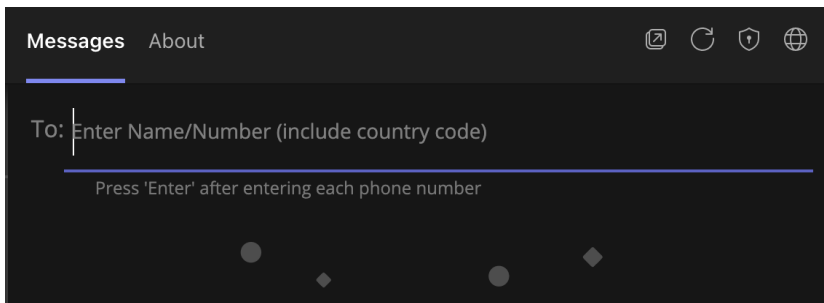 Messages About
To: Enter Name/Number (include country code)
Press 'Enter' after entering each phone number